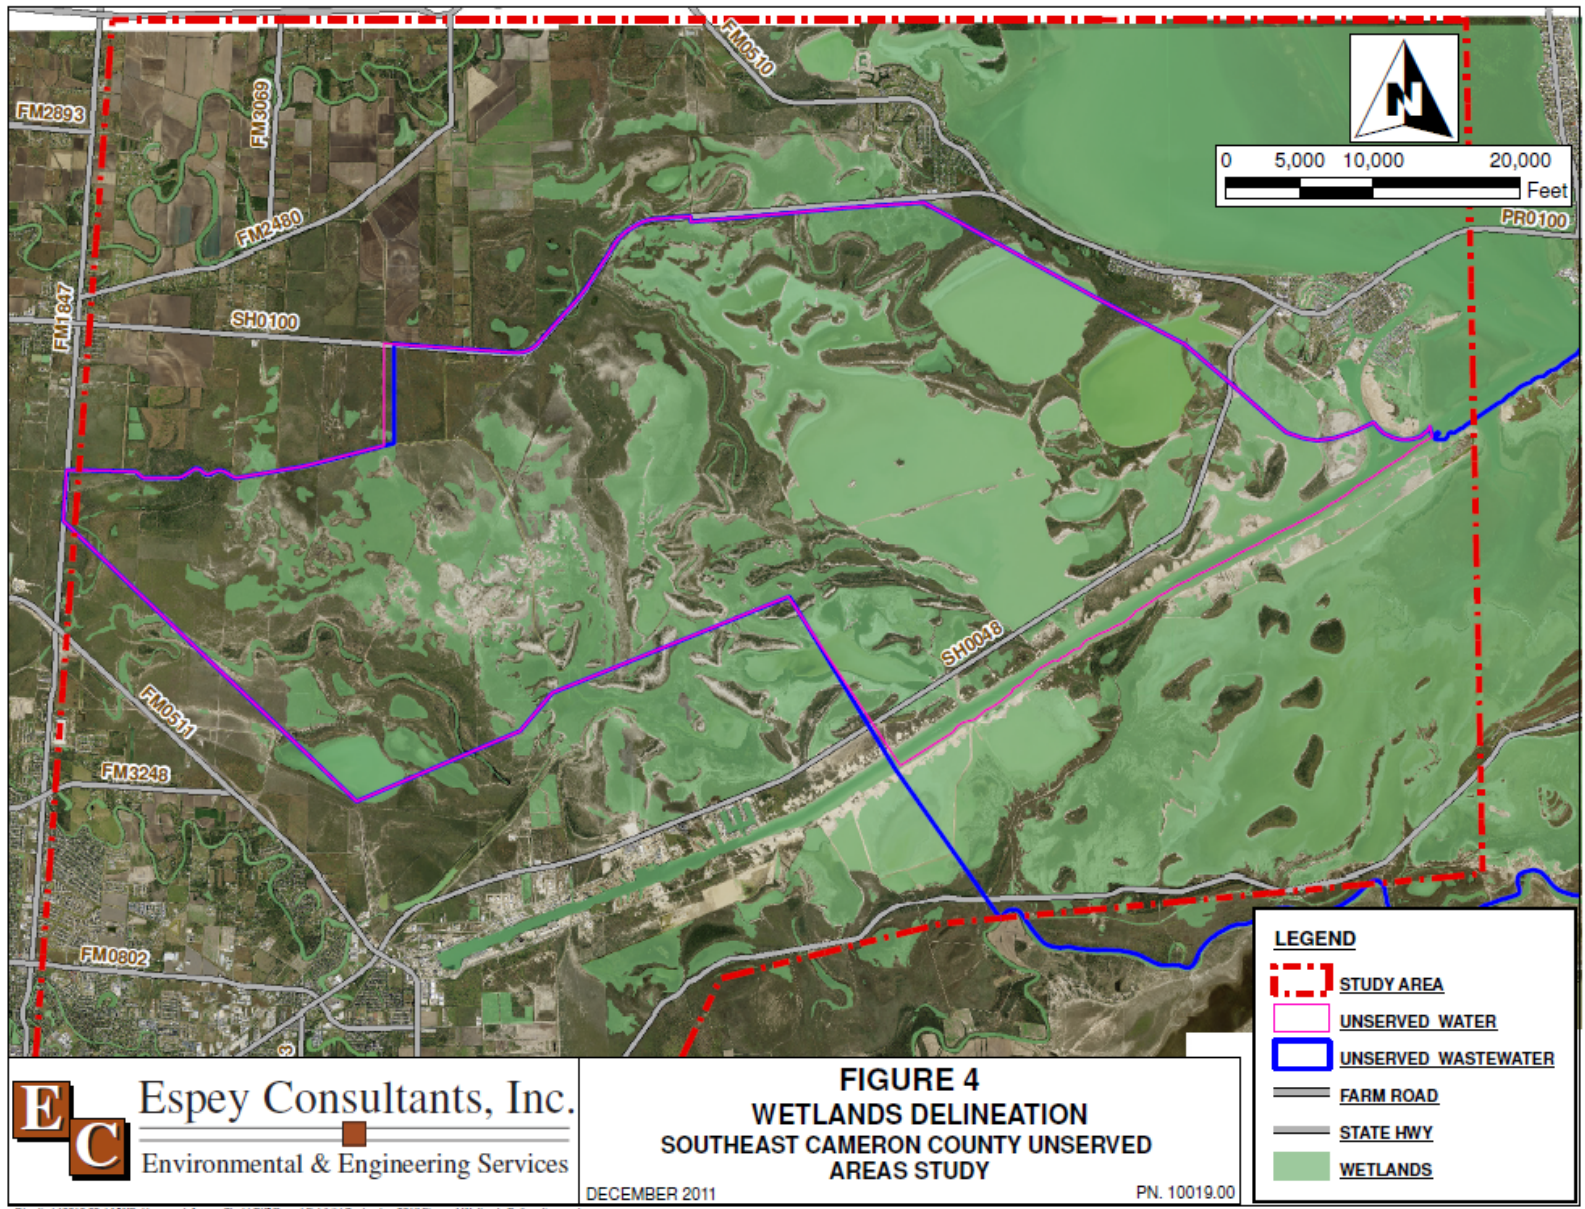 FM0510
FM2893
FM3069
0 5,000 10,000 20,000
Feet
PR0100
FM2480
FM1847
SH0100
SH0048
FM0511
FM3248
FM0802
3
LEGEND
STUDY AREA
UNSERVED WATER
UNSERVED WASTEWATER
FARM ROAD
STATE HWY
WETLANDS
N
EC
Espey Consultants, Inc.
Environmental & Engineering Services
FIGURE 4
WETLANDS DELINEATION
SOUTHEAST CAMERON COUNTY UNSERVED
AREAS STUDY
DECEMBER 2011
PN. 10019.00